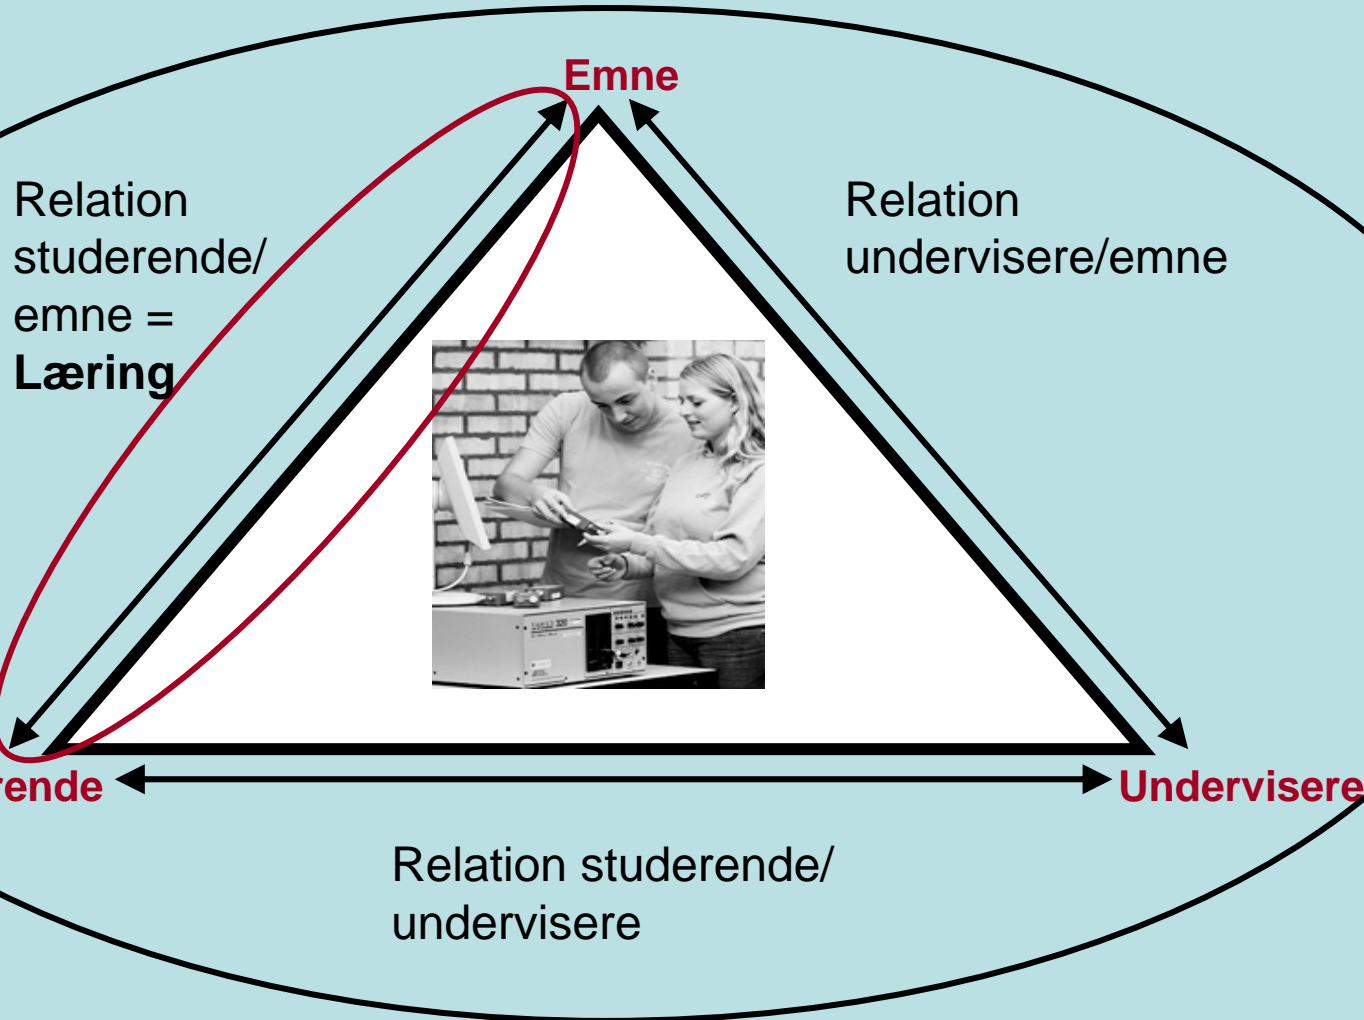 Emne
Relation
studerende/
emne =
Læring
Relation
undervisere/emne
rende
Undervisere
Relation studerende/
undervisere